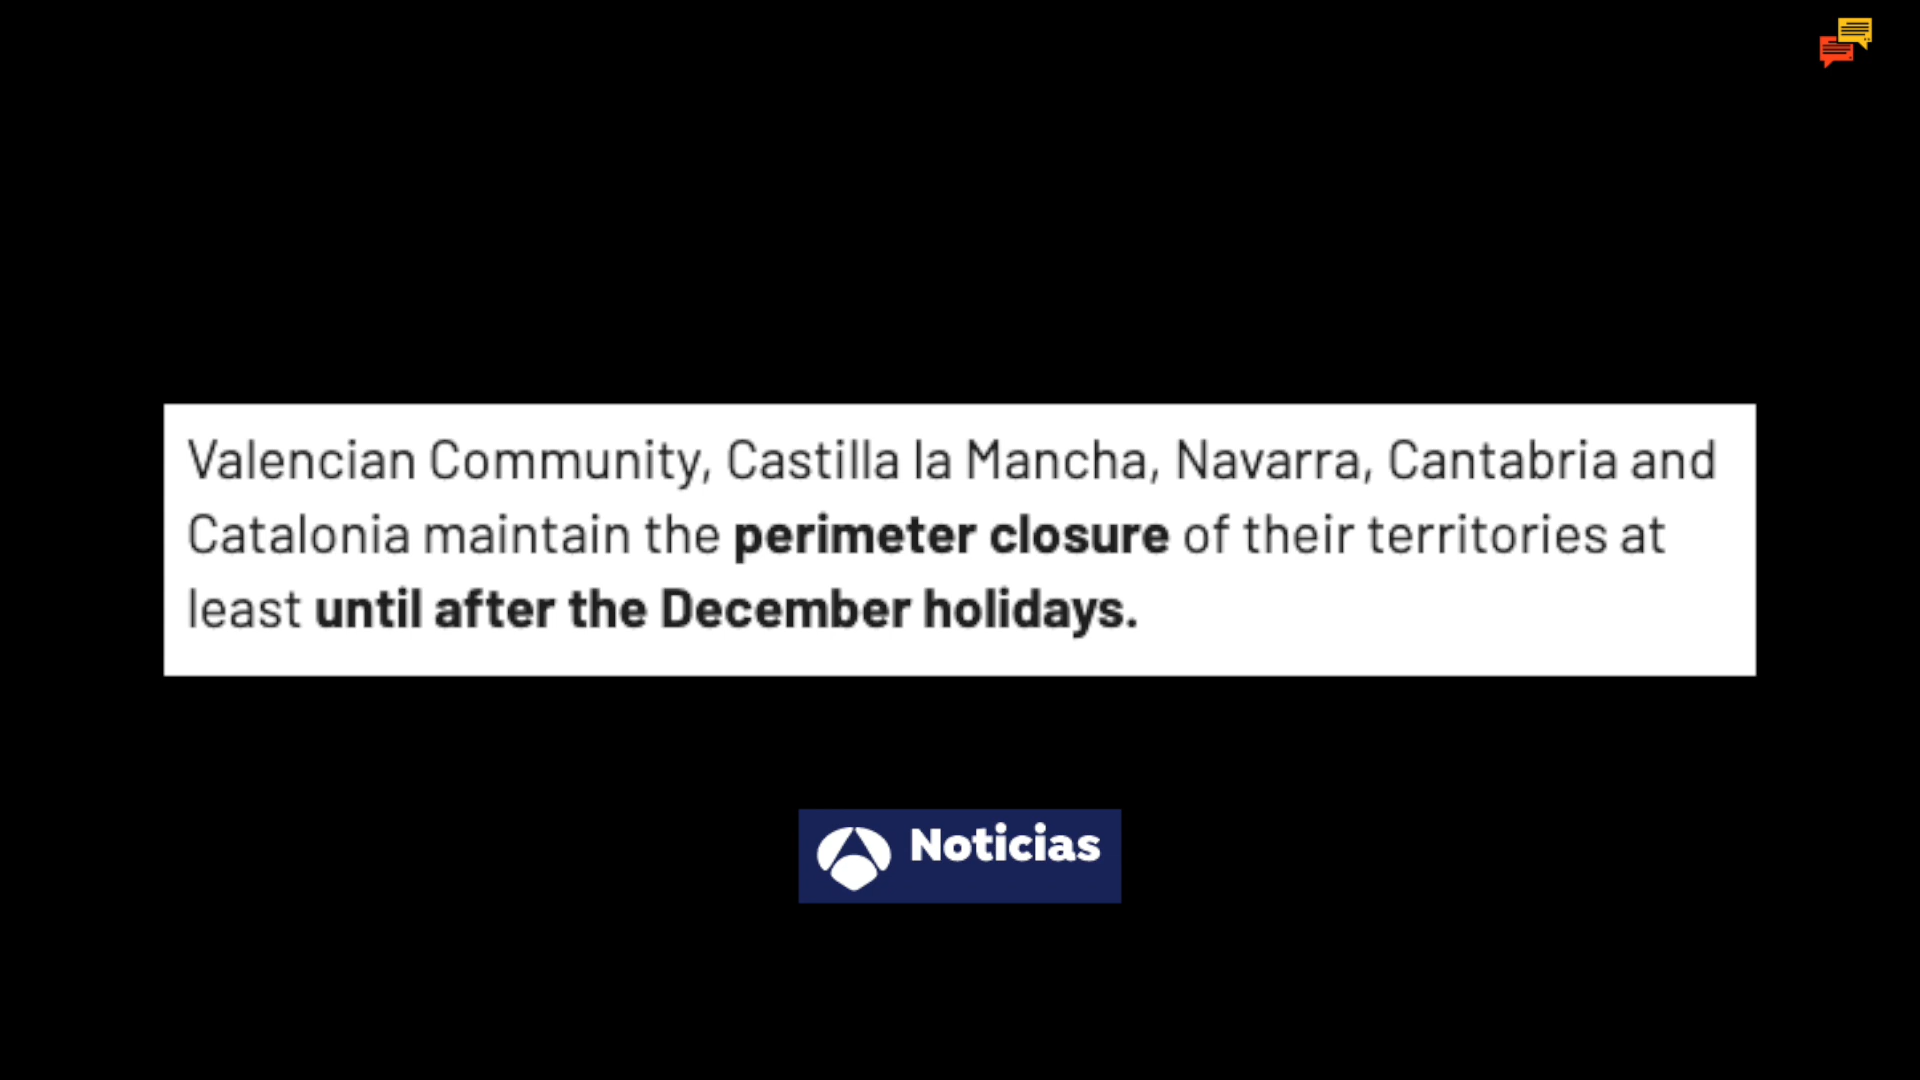 Valencian Community, Castilla la Mancha, Navarra, Cantabria and
Catalonia maintain the perimeter closure of their territories at
least until after the December holidays.
Noticias